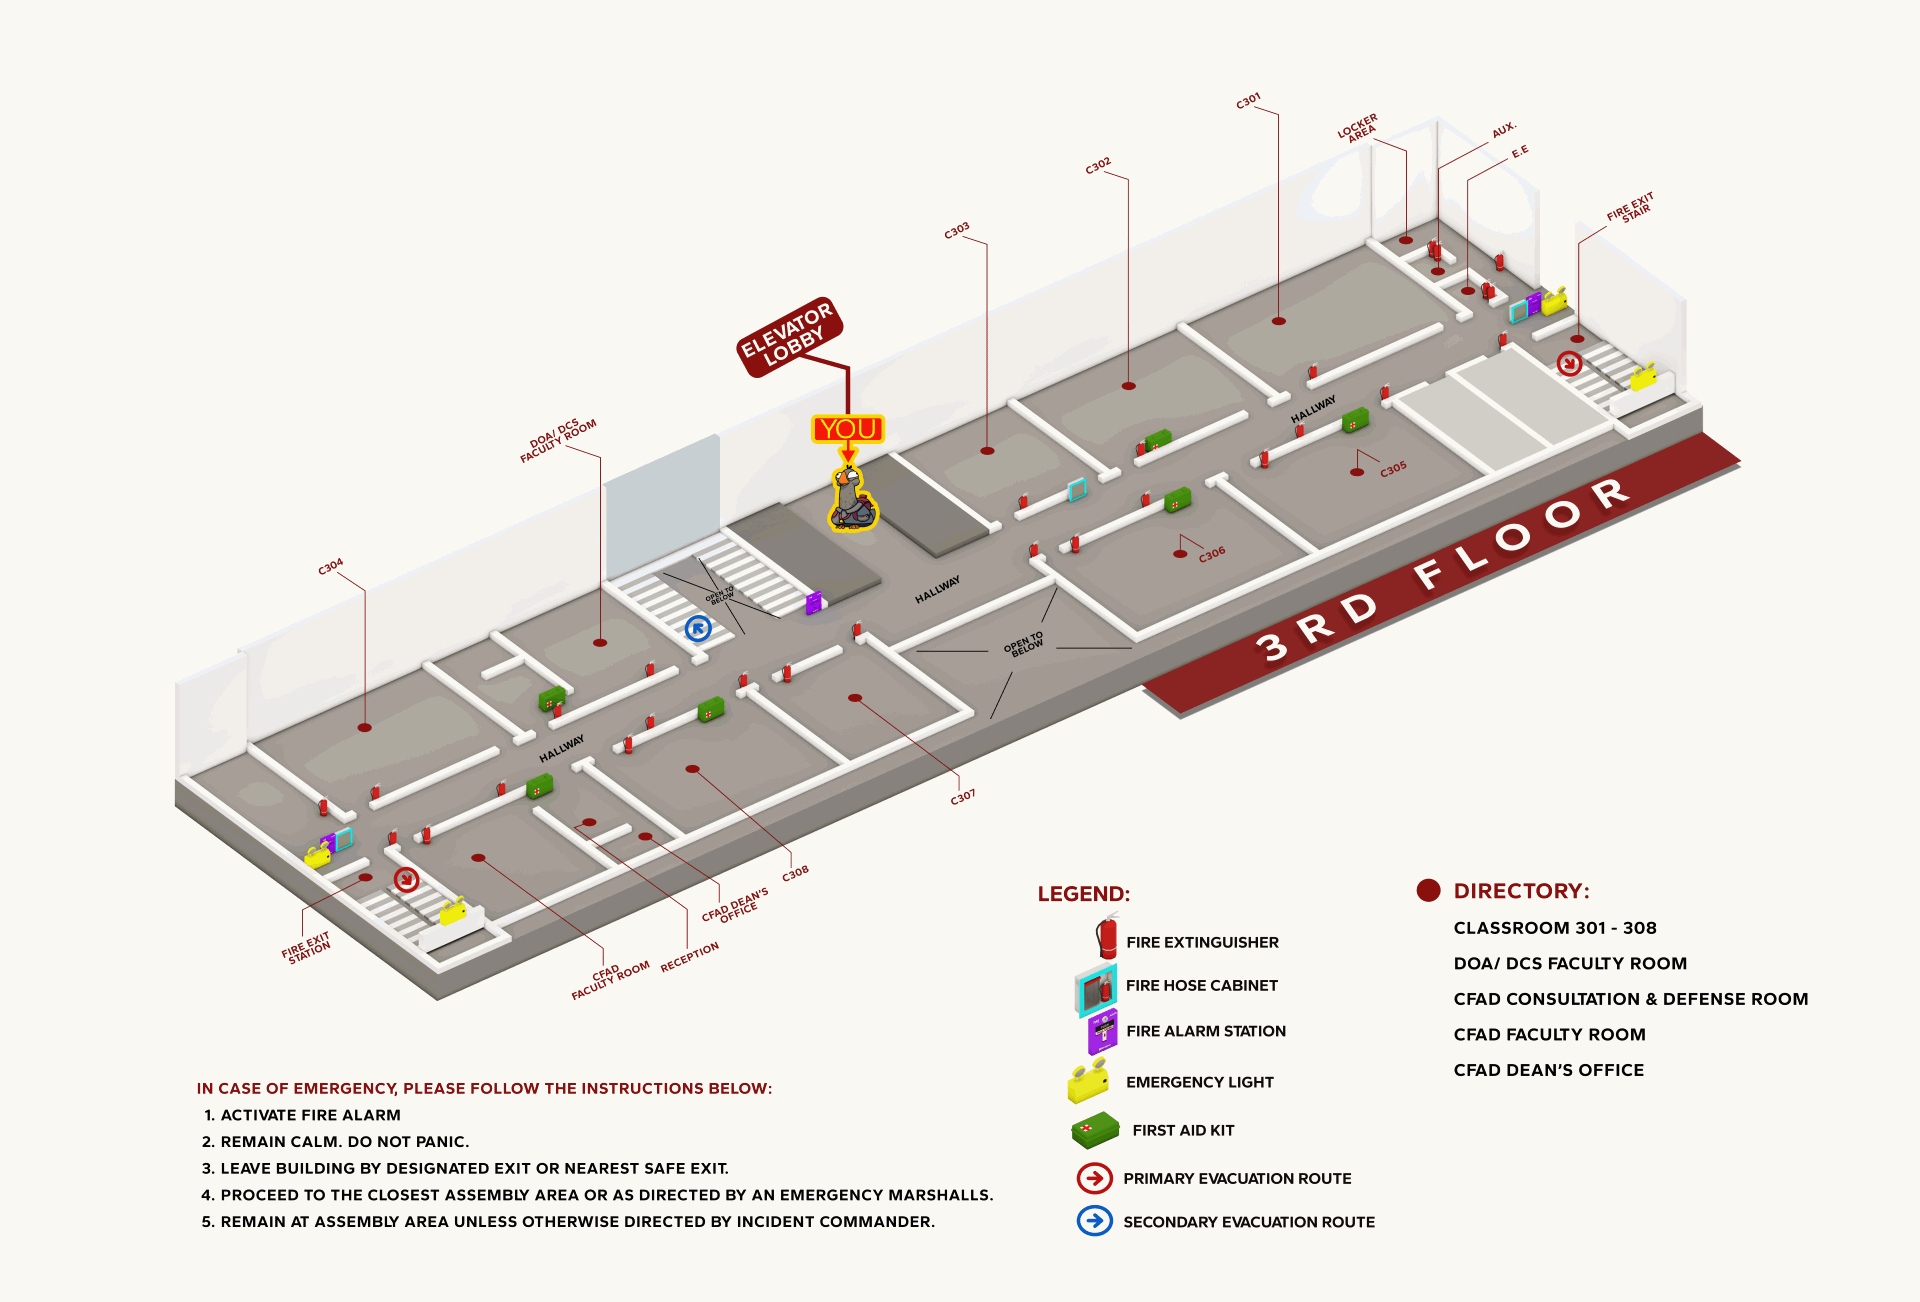 C301
LOCKER
AREA
AUX.
E.E
C302
FIRE EXIT
STAIR
C303
ELEVATOR
LOBBY
YOU
DOA/ DCS
FACULTY ROOM
HALLWAY
C305
C304
C306
3RD FLOOR
OPEN TO
BELOW
HALLWAY
OPEN TO
BELOW
HALLWAY
C307
C308
CFAD DEAN'S
OFFICE
FIRE EXIT
STATION
RECEPTION
CFAD
FACULTY ROOM
LEGEND:
FIRE EXTINGUISHER
FIRE HOSE CABINET
FIRE ALARM STATION
EMERGENCY LIGHT
FIRST AID KIT
PRIMARY EVACUATION ROUTE
SECONDARY EVACUATION ROUTE
DIRECTORY:
CLASSROOM 301 - 308
DOA/ DCS FACULTY ROOM
CFAD CONSULTATION & DEFENSE ROOM
CFAD FACULTY ROOM
CFAD DEAN'S OFFICE
IN CASE OF EMERGENCY, PLEASE FOLLOW THE INSTRUCTIONS BELOW:
1. ACTIVATE FIRE ALARM
2. REMAIN CALM. DO NOT PANIC.
3. LEAVE BUILDING BY DESIGNATED EXIT OR NEAREST SAFE EXIT.
4. PROCEED TO THE CLOSEST ASSEMBLY AREA OR AS DIRECTED BY AN EMERGENCY MARSHALLS.
5. REMAIN AT ASSEMBLY AREA UNLESS OTHERWISE DIRECTED BY INCIDENT COMMANDER.